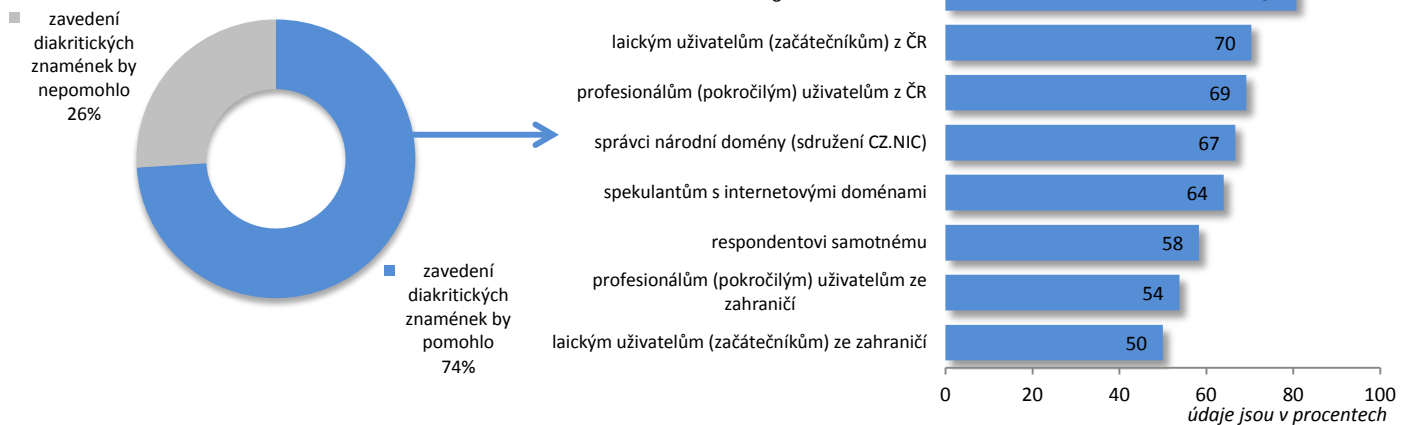 zavedení
diakritických
znamének by
nepomohlo
26%
zavedení
diakritických
znamének by
pomohlo
74%
laickým uživatelům (začátečníkům) z ČR
70
profesionálům (pokročilým) uživatelům z ČR
69
správci národní domény (sdružení CZ.NIC)
67
spekulantům s internetovými doménami
64
respondentovi samotnému
58
profesionálům (pokročilým) uživatelům ze
zahraničí
54
laickým uživatelům (začátečníkům) ze zahraničí
50
0 20 40 60 80 100
údaje jsou v procentech